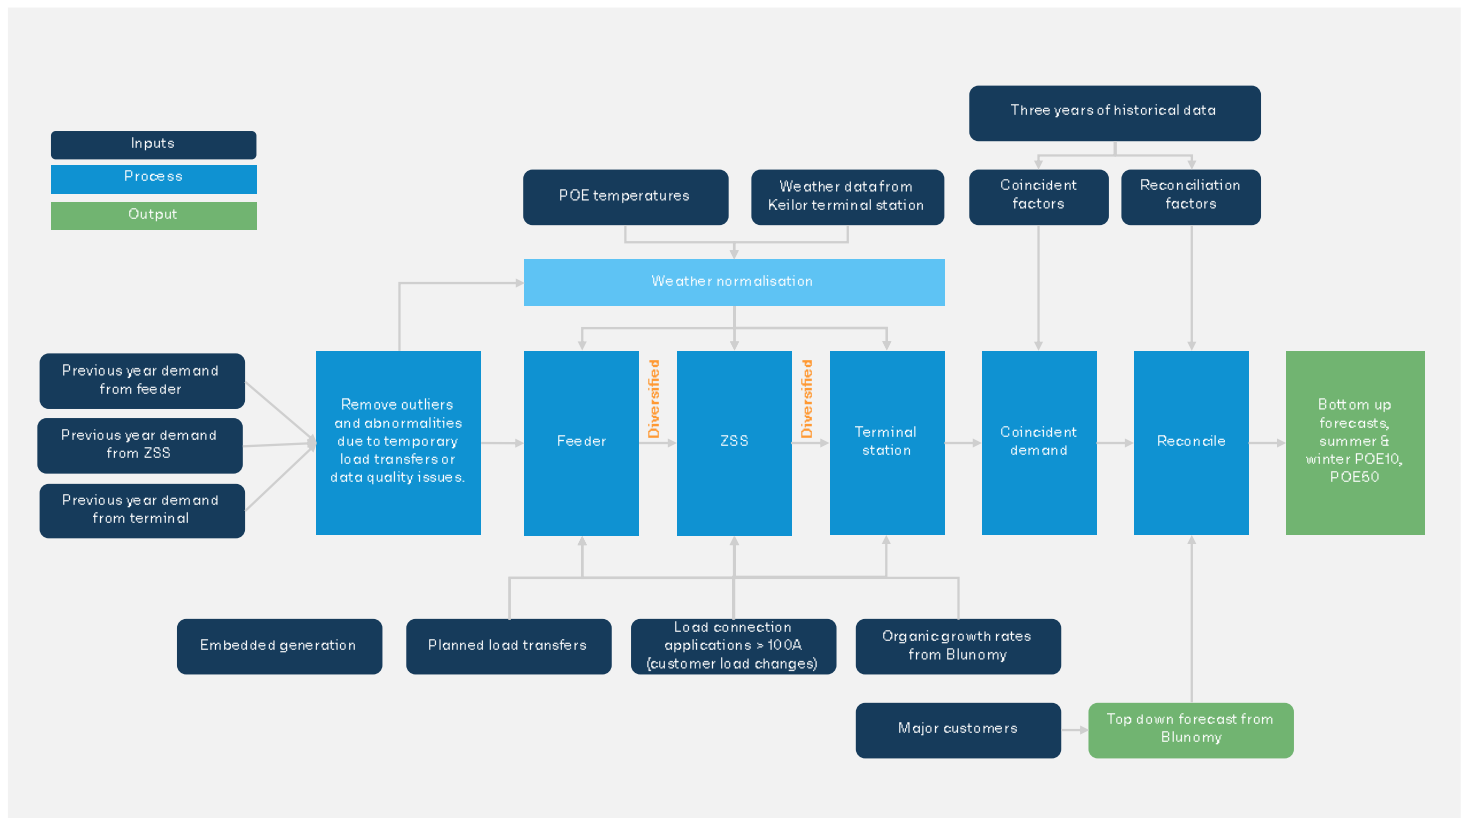 Inputs
Process
Output
Three years of historical data
POE temperatures
Weather data from
Keilor terminal station
Coincident
factors
Reconciliation
factors
Weather normalisation
Previous year demand
from feeder
Previous year demand
from ZSS
Previous year demand
from terminal
Remove outliers
and abnormalities
due to temporary
load transfers or
data quality issues.
Feeder
Diversified
ZSS
Diversified
Terminal
station
Coincident
demand
Reconcile
Bottom up
forecasts,
summer &
winter POE10,
POE50
Embedded generation
Planned load transfers
Load connection
applications > 100A
(customer load changes)
Organic growth rates
from Blunomy
Major customers
Top down forecast from
Blunomy